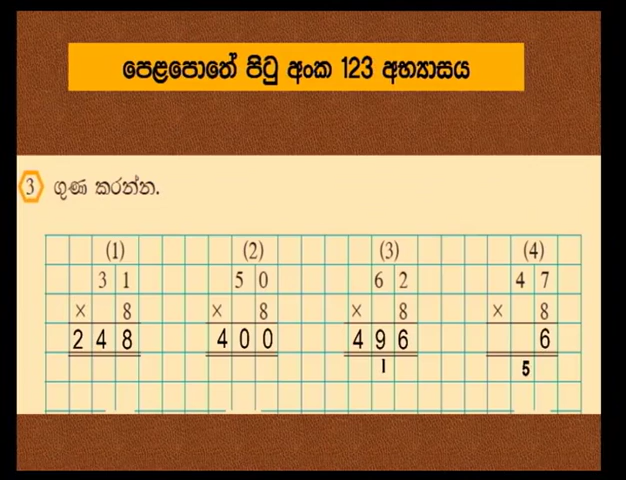 පෙළපොතේ පිටු අංක 123 අභ්‍යාසය
3 ගුණ කරන්න.
(1) (2) (3) (4)
31 50 62 47
× 8 × 8 × 8 × 8
248 400 496 6
1 5